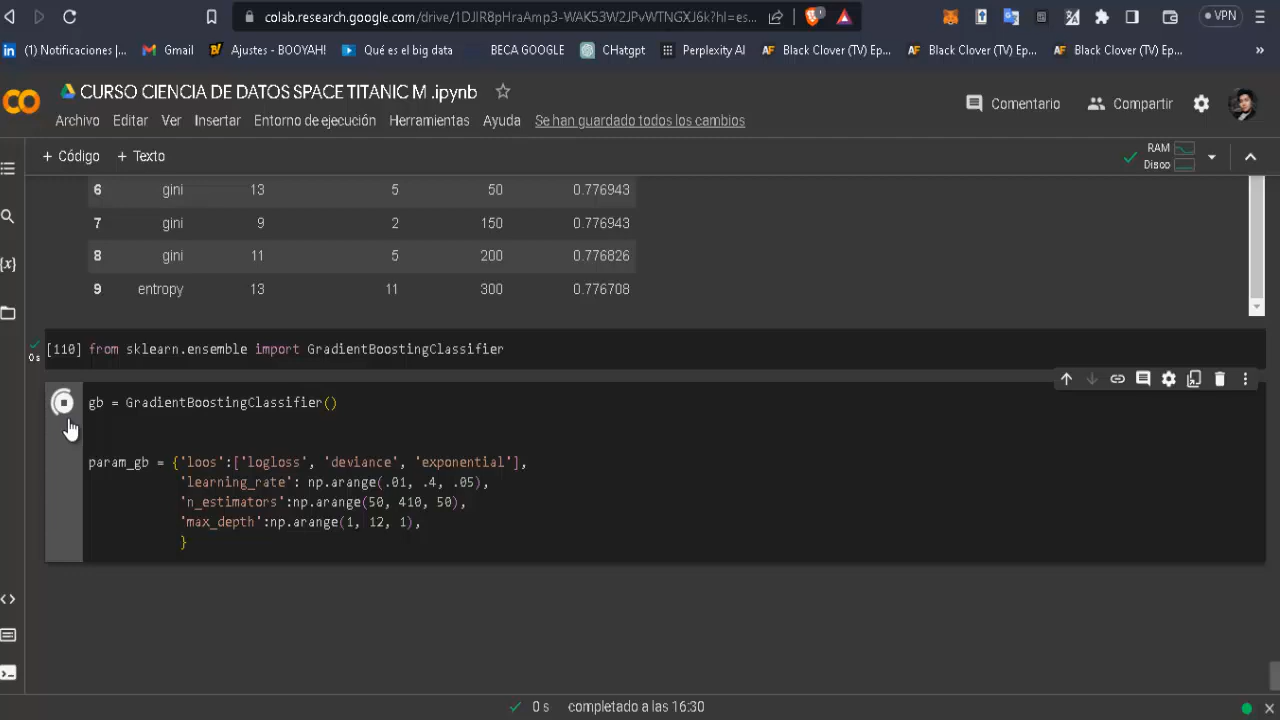 colab.research.google.com/drive/1DJIR8pHraAmp3-WAK53W2JPvWTNGXJ6k?hl=es...
VPN
(1) Notificaciones |...
Gmail
Ajustes - BOOYAH!
Qué es el big data
BECA GOOGLE
CHatgpt
Perplexity AI
Black Clover (TV) Ep...
Black Clover (TV) Ep...
Black Clover (TV) Ep...
»
CURSO CIENCIA DE DATOS SPACE TITANIC M .ipynb
Comentario
Compartir
Archivo Editar Ver Insertar Entorno de ejecución Herramientas Ayuda Se han guardado todos los cambios
+ Código + Texto
RAM
Disco
6 gini 13 5 50 0.776943
7 gini 9 2 150 0.776943
8 gini 11 5 200 0.776826
9 entropy 13 11 300 0.776708
[110] from sklearn.ensemble import GradientBoostingClassifier
0 s
gb = GradientBoostingClassifier()
param_gb = {'loos':['logloss', 'deviance', 'exponential'],
'learning_rate': np.arange(.01, .4, .05),
'n_estimators':np.arange(50, 410, 50),
'max_depth':np.arange(1, 12, 1),
}
0 s completado a las 16:30